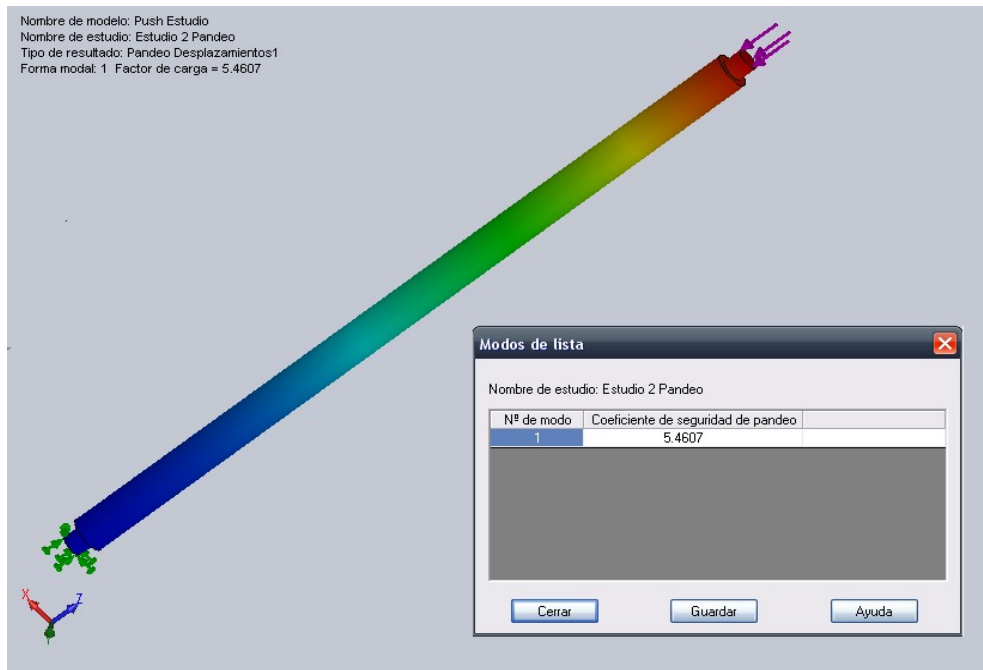 Nombre de modelo: Push Estudio
Nombre de estudio: Estudio 2 Pandeo
Tipo de resultado: Pandeo Desplazamientos1
Forma modal: 1 Factor de carga = 5.4607
Modos de lista
Nombre de estudio: Estudio 2 Pandeo
Nº de modo Coeficiente de seguridad de pandeo
1 5.4607
Cerrar Guardar Ayuda
X Z
Y